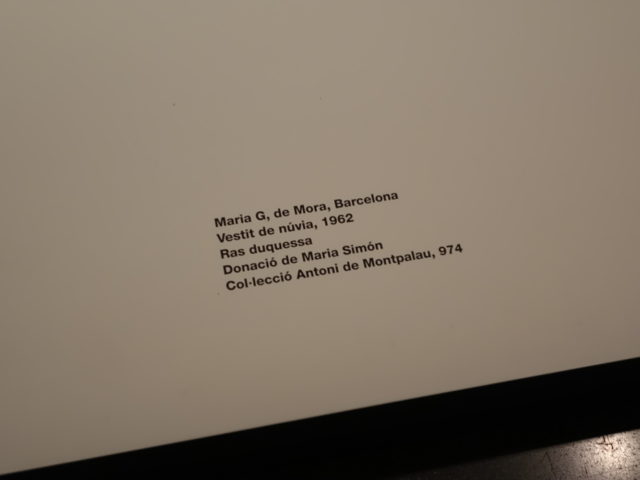 Maria G, de Mora, Barcelona
Vestit de núvia, 1962
Ras duquessa
Donació de Maria Simón
Col·lecció Antoni de Montpalau, 974